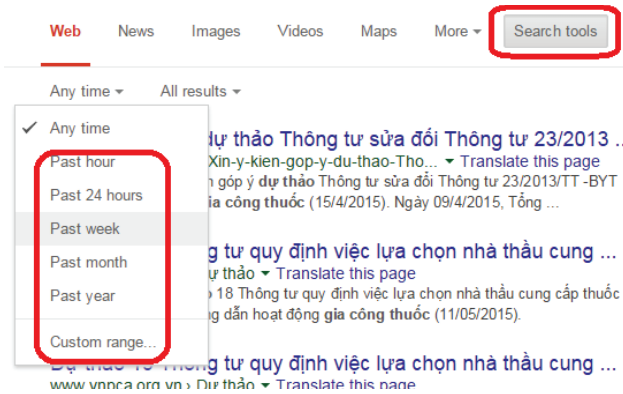 Web News Images Videos Maps More Search tools
Any time All results
Any time
Past hour
Past 24 hours
Past week
Past month
Past year
Custom range...
dự thảo Thông tư sửa đổi Thông tư 23/2013 ..
Xin-y-kien-gop-y-du-thao-Tho... Translate this page
góp ý dự thảo Thông tư sửa đổi Thông tư 23/2013/TT -BYT
gia công thuốc (15/4/2015). Ngày 09/4/2015, Tổng ...
tư quy định việc lựa chọn nhà thầu cung ...
dự thảo Translate this page
18 Thông tư quy định việc lựa chọn nhà thầu cung cấp thuốc
dẫn hoạt động gia công thuốc (11/05/2015).
Dự thảo Thông tư quy định việc lựa chọn nhà thầu cung ...
www.vnpca.org.vn › Dự thảo Translate this page